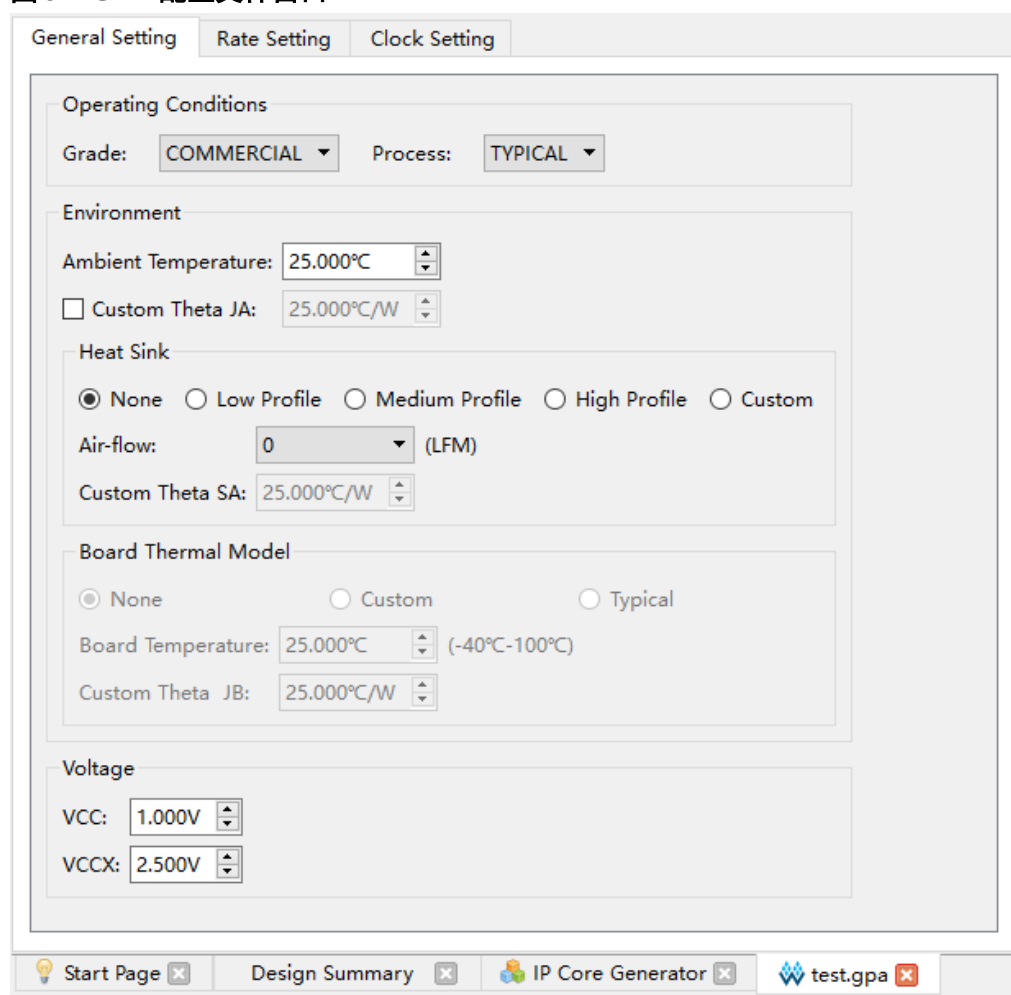 General Setting Rate Setting Clock Setting
Operating Conditions
Grade: COMMERCIAL Process: TYPICAL
Environment
Ambient Temperature: 25.000℃
Custom Theta JA: 25.000℃/W
Heat Sink
None Low Profile Medium Profile High Profile Custom
Air-flow: 0 (LFM)
Custom Theta SA: 25.000℃/W
Board Thermal Model
None Custom Typical
Board Temperature: 25.000℃ (-40℃-100℃)
Custom Theta JB: 25.000℃/W
Voltage
VCC: 1.000V
VCCX: 2.500V
Start Page Design Summary IP Core Generator test.gpa